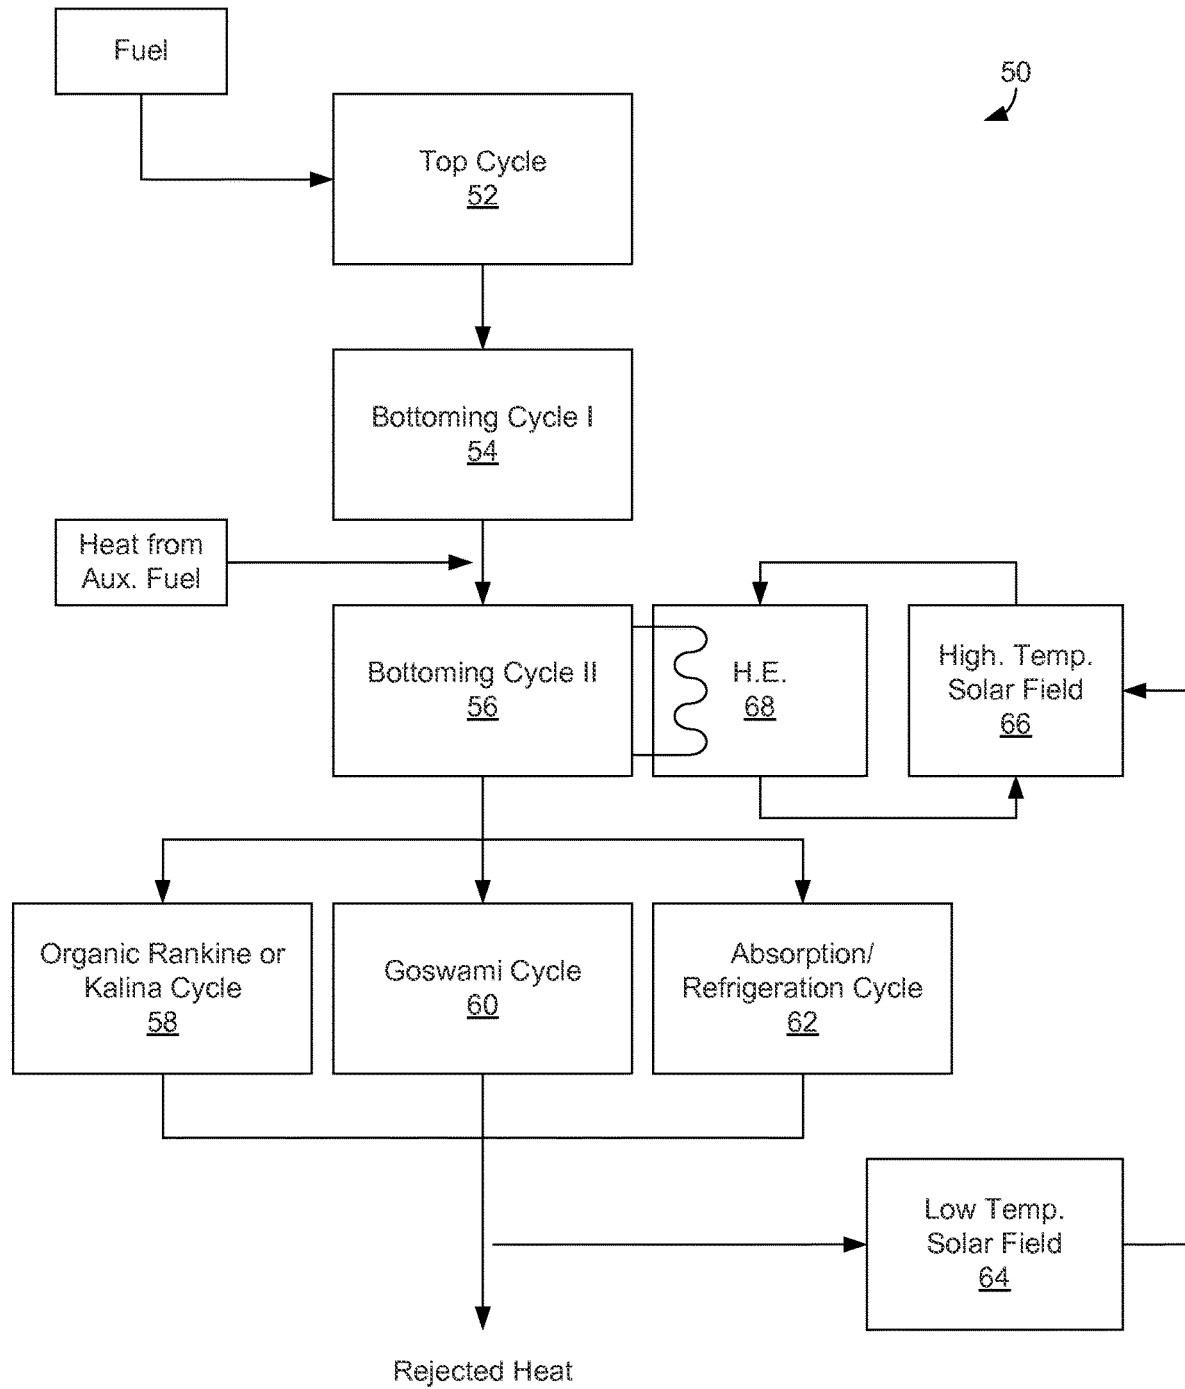 Fuel
50
Top Cycle
52
Bottoming Cycle I
54
Heat from
Aux. Fuel
Bottoming Cycle II
56
H.E.
68
High. Temp.
Solar Field
66
Organic Rankine or
Kalina Cycle
58
Goswami Cycle
60
Absorption/
Refrigeration Cycle
62
Low Temp.
Solar Field
64
Rejected Heat